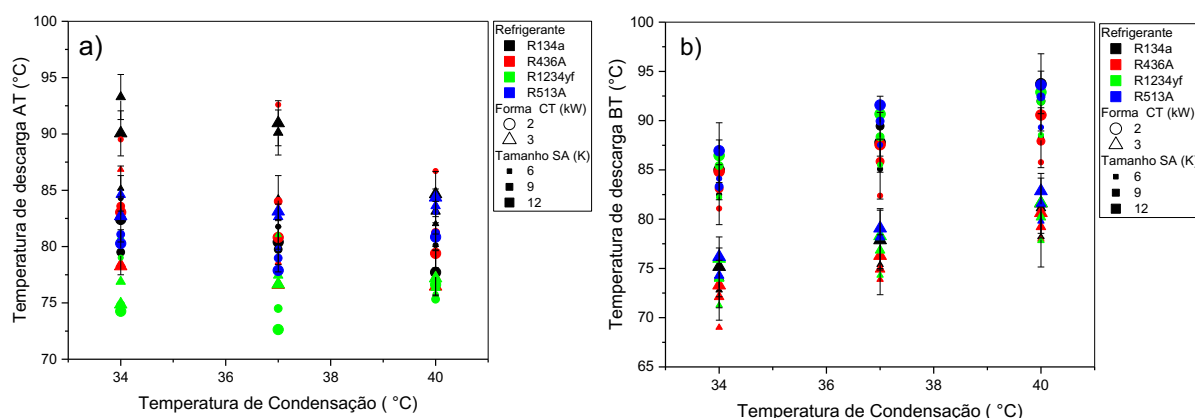 a)
Temperatura de descarga AT (°C)
100
95
90
85
80
75
70
34
36
38
40
Temperatura de Condensação ( °C)
Refrigerante
R134a
R436A
R1234yf
R513A
Forma CT (kW)
2
3
Tamanho SA (K)
6
9
12
b)
Temperatura de descarga BT (°C)
100
95
90
85
80
75
70
65
34
36
38
40
Temperatura de Condensação ( °C)
Refrigerante
R134a
R436A
R1234yf
R513A
Forma CT (kW)
2
3
Tamanho SA (K)
6
9
12